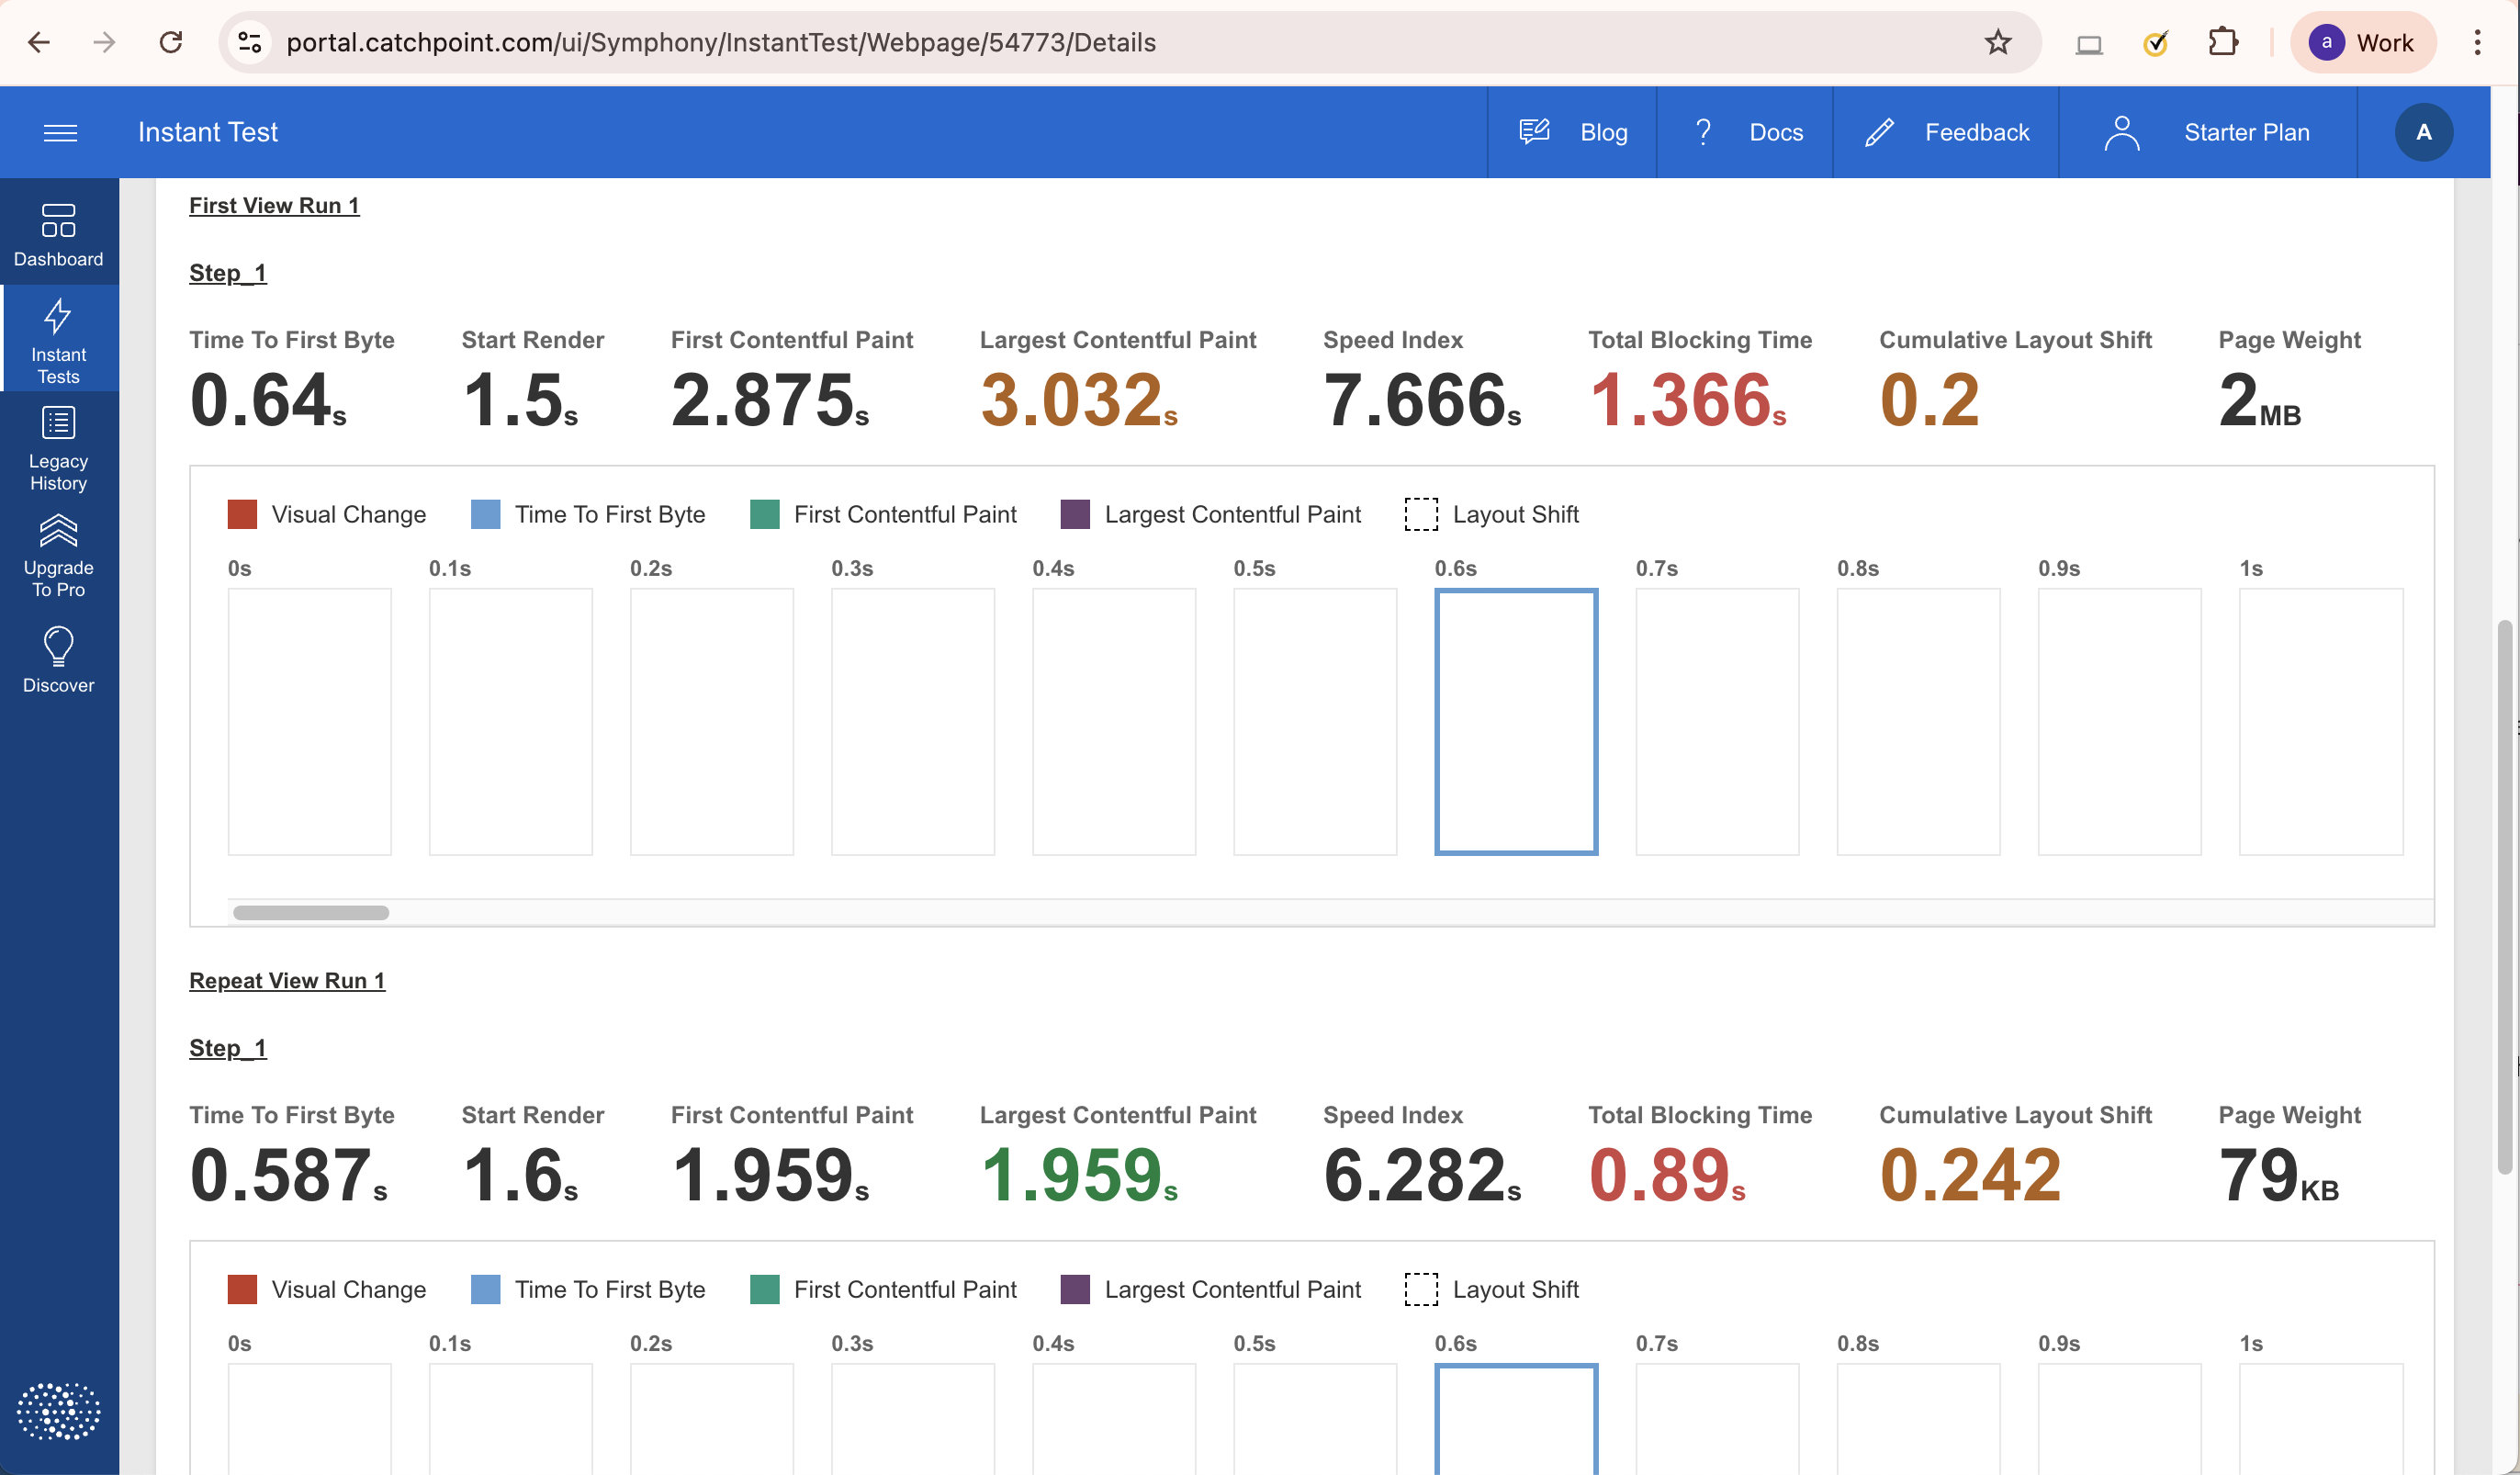 portal.catchpoint.com/ui/Symphony/InstantTest/Webpage/54773/Details
a Work
Instant Test
Blog
? Docs
Feedback
Starter Plan
A
Dashboard
Instant
Tests
Legacy
History
Upgrade
To Pro
Discover
First View Run 1
Step_1
Time To First Byte Start Render First Contentful Paint Largest Contentful Paint Speed Index Total Blocking Time Cumulative Layout Shift Page Weight
0.64s 1.5s 2.875s 3.032s 7.666s 1.366s 0.2 2MB
Visual Change Time To First Byte First Contentful Paint Largest Contentful Paint Layout Shift
0s 0.1s 0.2s 0.3s 0.4s 0.5s 0.6s 0.7s 0.8s 0.9s 1s
Repeat View Run 1
Step_1
Time To First Byte Start Render First Contentful Paint Largest Contentful Paint Speed Index Total Blocking Time Cumulative Layout Shift Page Weight
0.587s 1.6s 1.959s 1.959s 6.282s 0.89s 0.242 79KB
Visual Change Time To First Byte First Contentful Paint Largest Contentful Paint Layout Shift
0s 0.1s 0.2s 0.3s 0.4s 0.5s 0.6s 0.7s 0.8s 0.9s 1s